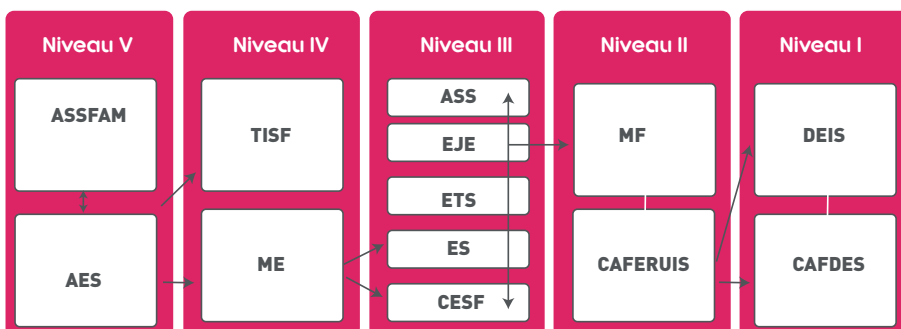 Niveau V
ASSFAM
AES
Niveau IV
TISF
ME
Niveau III
ASS
EJE
ETS
ES
CESF
Niveau II
MF
CAFERUIS
Niveau I
DEIS
CAFDES